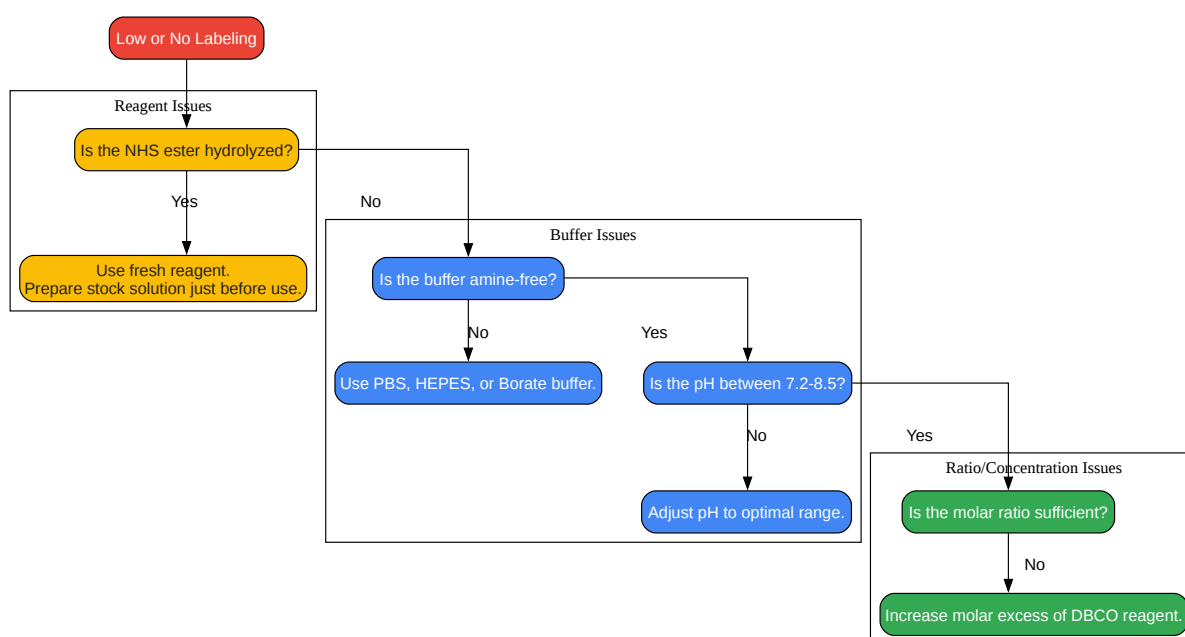 Low or No Labeling
Reagent Issues
Is the NHS ester hydrolyzed?
Yes
No
Use fresh reagent.
Prepare stock solution just before use.
Buffer Issues
Is the buffer amine-free?
No
Yes
Use PBS, HEPES, or Borate buffer.
Is the pH between 7.2-8.5?
No
Yes
Adjust pH to optimal range.
Ratio/Concentration Issues
Is the molar ratio sufficient?
No
Increase molar excess of DBCO reagent.